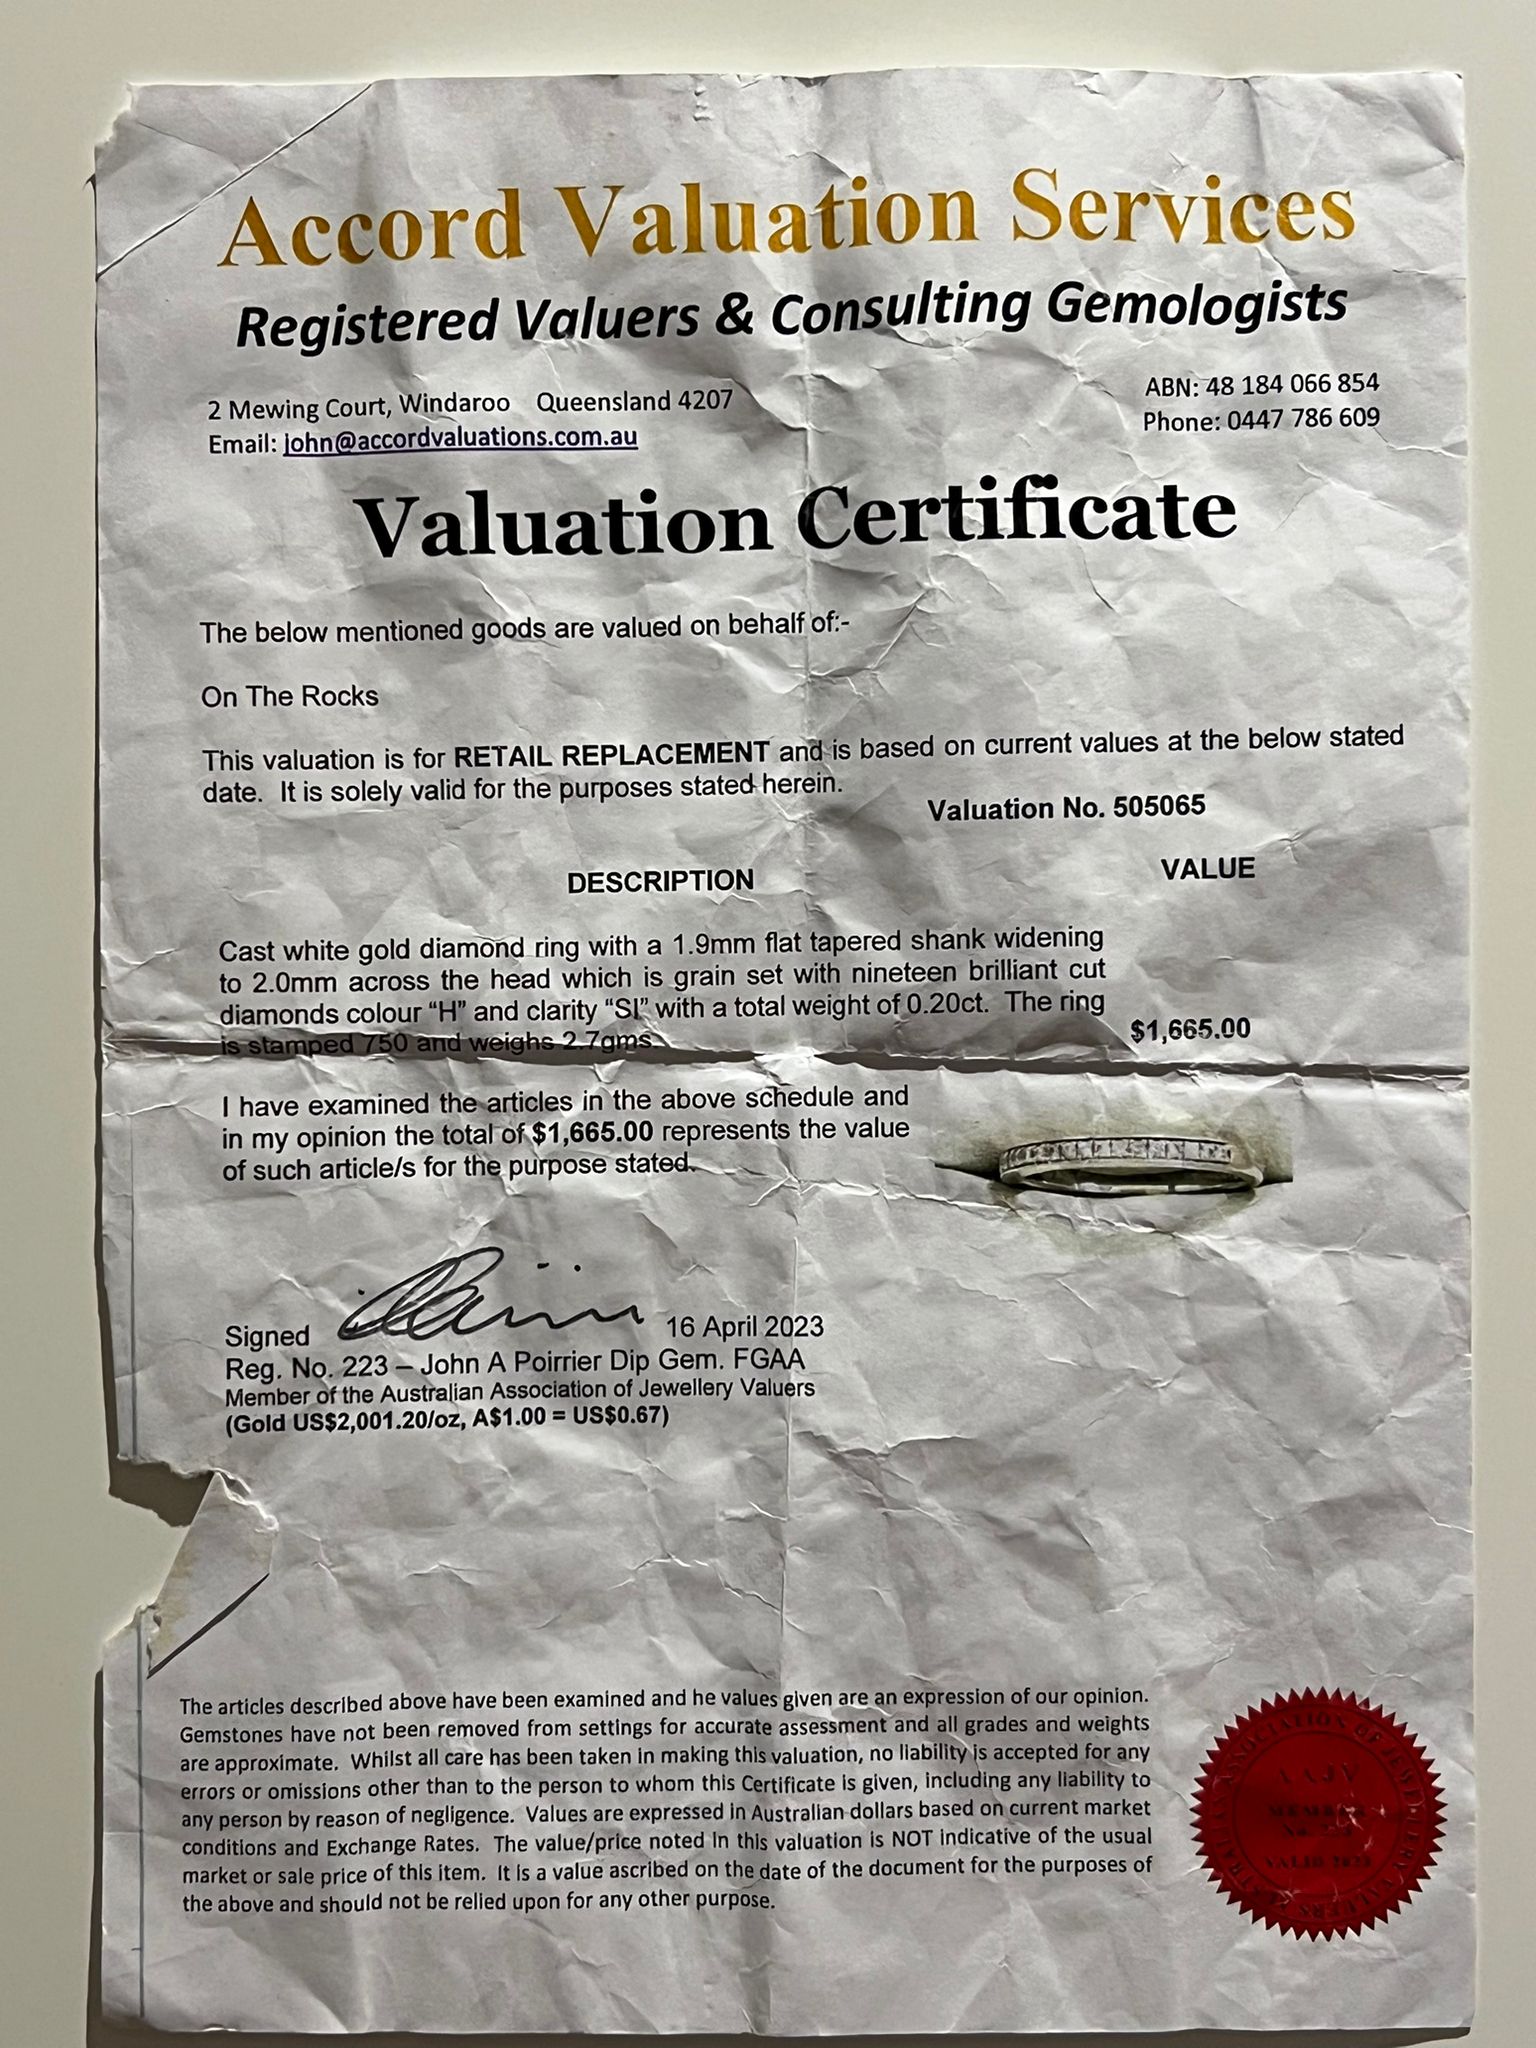 Accord Valuation Services
Registered Valuers & Consulting Gemologists
2 Mewing Court, Windaroo Queensland 4207
ABN: 48 184 066 854
Email: john@accordvaluations.com.au
Phone: 0447 786 609
Valuation Certificate
The below mentioned goods are valued on behalf of:-
On The Rocks
This valuation is for RETAIL REPLACEMENT and is based on current values at the below stated
date. It is solely valid for the purposes stated herein.
Valuation No. 505065
DESCRIPTION
VALUE
Cast white gold diamond ring with a 1.9mm flat tapered shank widening
to 2.0mm across the head which is grain set with nineteen brilliant cut
diamonds colour “H” and clarity “SI” with a total weight of 0.20ct. The ring
is stamped 750 and weighs 2.7gms.
$1,665.00
I have examined the articles in the above schedule and
in my opinion the total of $1,665.00 represents the value
of such article/s for the purpose stated.
Signed 16 April 2023
Reg. No. 223 – John A Poirrier Dip Gem. FGAA
Member of the Australian Association of Jewellery Valuers
(Gold US$2,001.20/oz, A$1.00 = US$0.67)
The articles described above have been examined and he values given are an expression of our opinion.
Gemstones have not been removed from settings for accurate assessment and all grades and weights
are approximate. Whilst all care has been taken in making this valuation, no liability is accepted for any
errors or omissions other than to the person to whom this Certificate is given, including any liability to
any person by reason of negligence. Values are expressed in Australian dollars based on current market
conditions and Exchange Rates. The value/price noted in this valuation is NOT indicative of the usual
market or sale price of this item. It is a value ascribed on the date of the document for the purposes of
the above and should not be relied upon for any other purpose.
ASSOCIATION OF JEWELLERY VALUERS
AAJV
VALID 2023